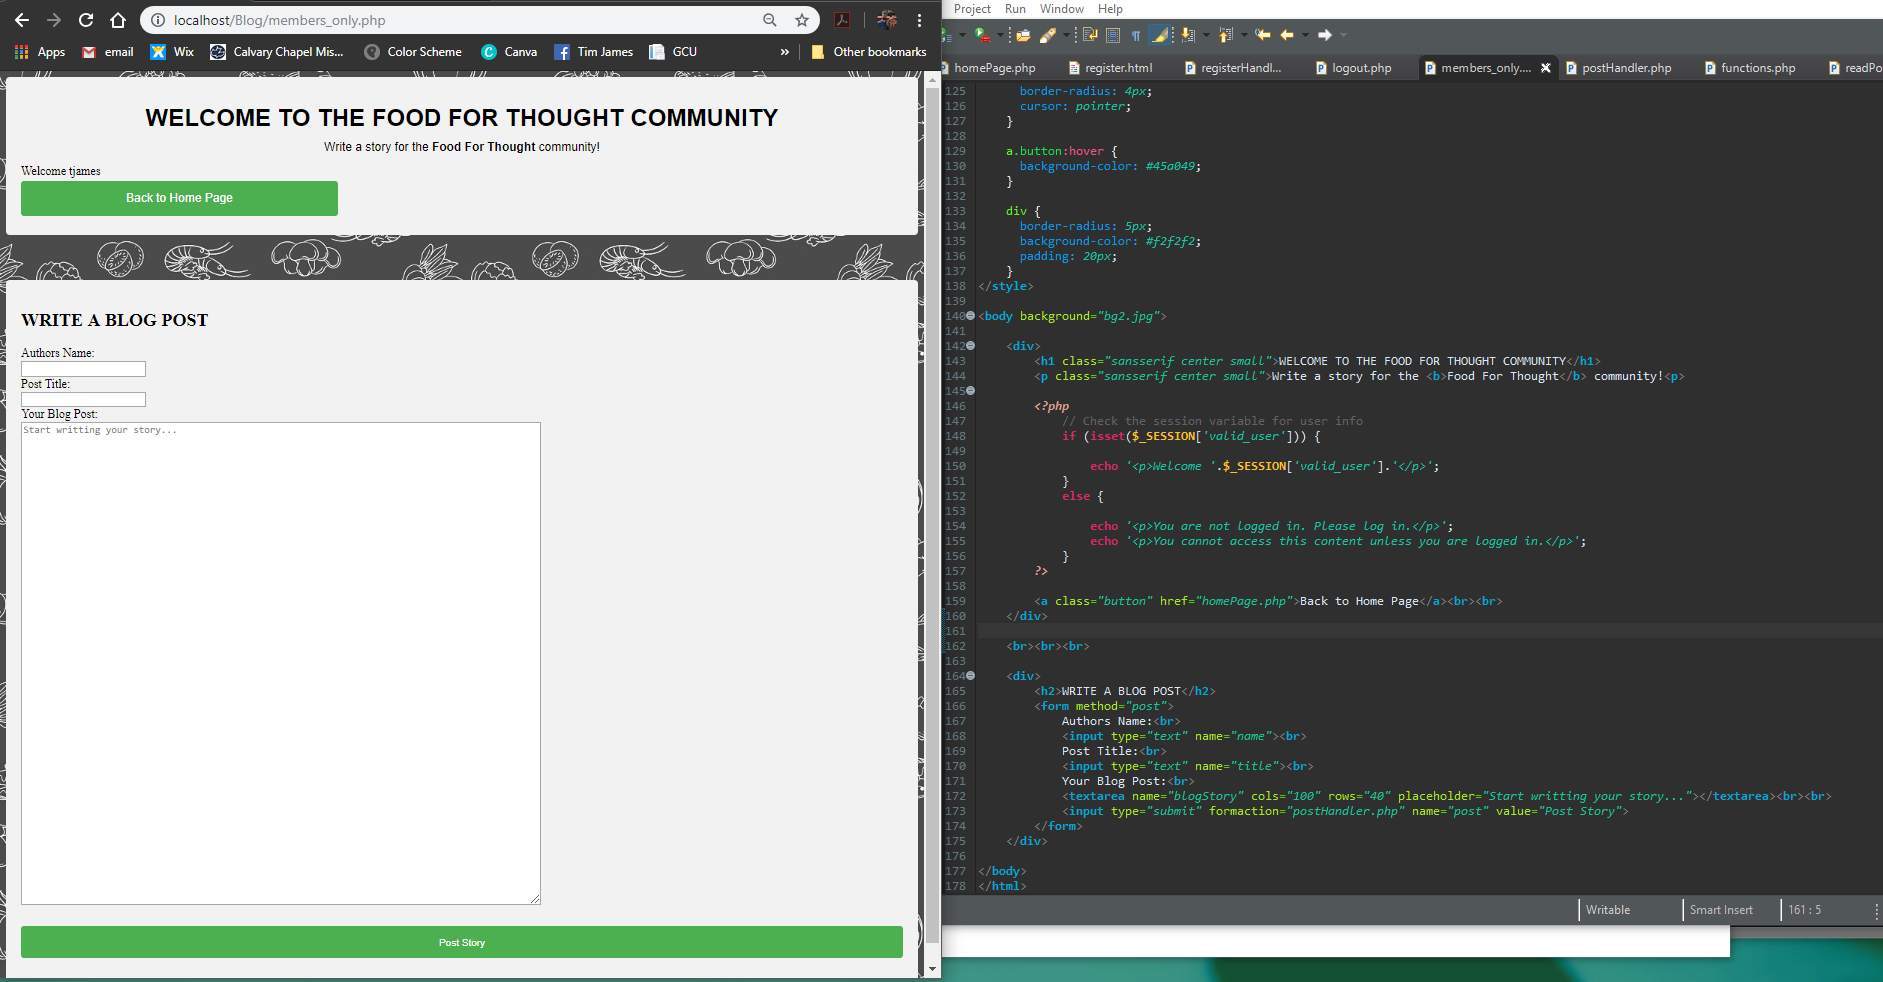 localhost/Blog/members_only.php
Apps email Wix Calvary Chapel Mis... Color Scheme Canva Tim James GCU » Other bookmarks
WELCOME TO THE FOOD FOR THOUGHT COMMUNITY
Write a story for the Food For Thought community!
Welcome tjames
Back to Home Page
WRITE A BLOG POST
Authors Name:
Post Title:
Your Blog Post:
Start writting your story...
Post Story
Project Run Window Help
homePage.php register.html registerHandl... logout.php members_only.... postHandler.php functions.php readPo
125 border-radius: 4px;
126 cursor: pointer;
127 }
128
129 a.button:hover {
130 background-color: #45a049;
131 }
132
133 div {
134 border-radius: 5px;
135 background-color: #f2f2f2;
136 padding: 20px;
137 }
138 </style>
139
140 <body background="bg2.jpg">
141
142 <div>
143 <h1 class="sansserif center small">WELCOME TO THE FOOD FOR THOUGHT COMMUNITY</h1>
144 <p class="sansserif center small">Write a story for the <b>Food For Thought</b> community!<p>
145
146 <?php
147 // Check the session variable for user info
148 if (isset($_SESSION['valid_user'])) {
149
150 echo '<p>Welcome '.$_SESSION['valid_user'].'</p>';
151 }
152 else {
153
154 echo '<p>You are not logged in. Please log in.</p>';
155 echo '<p>You cannot access this content unless you are logged in.</p>';
156 }
157 ?>
158
159 <a class="button" href="homePage.php">Back to Home Page</a><br><br>
160 </div>
161
162 <br><br><br>
163
164 <div>
165 <h2>WRITE A BLOG POST</h2>
166 <form method="post">
167 Authors Name:<br>
168 <input type="text" name="name"><br>
169 Post Title:<br>
170 <input type="text" name="title"><br>
171 Your Blog Post:<br>
172 <textarea name="blogStory" cols="100" rows="40" placeholder="Start writting your story..."></textarea><br><br>
173 <input type="submit" formaction="postHandler.php" name="post" value="Post Story">
174 </form>
175 </div>
176
177 </body>
178 </html>
Writable Smart Insert 161 : 5